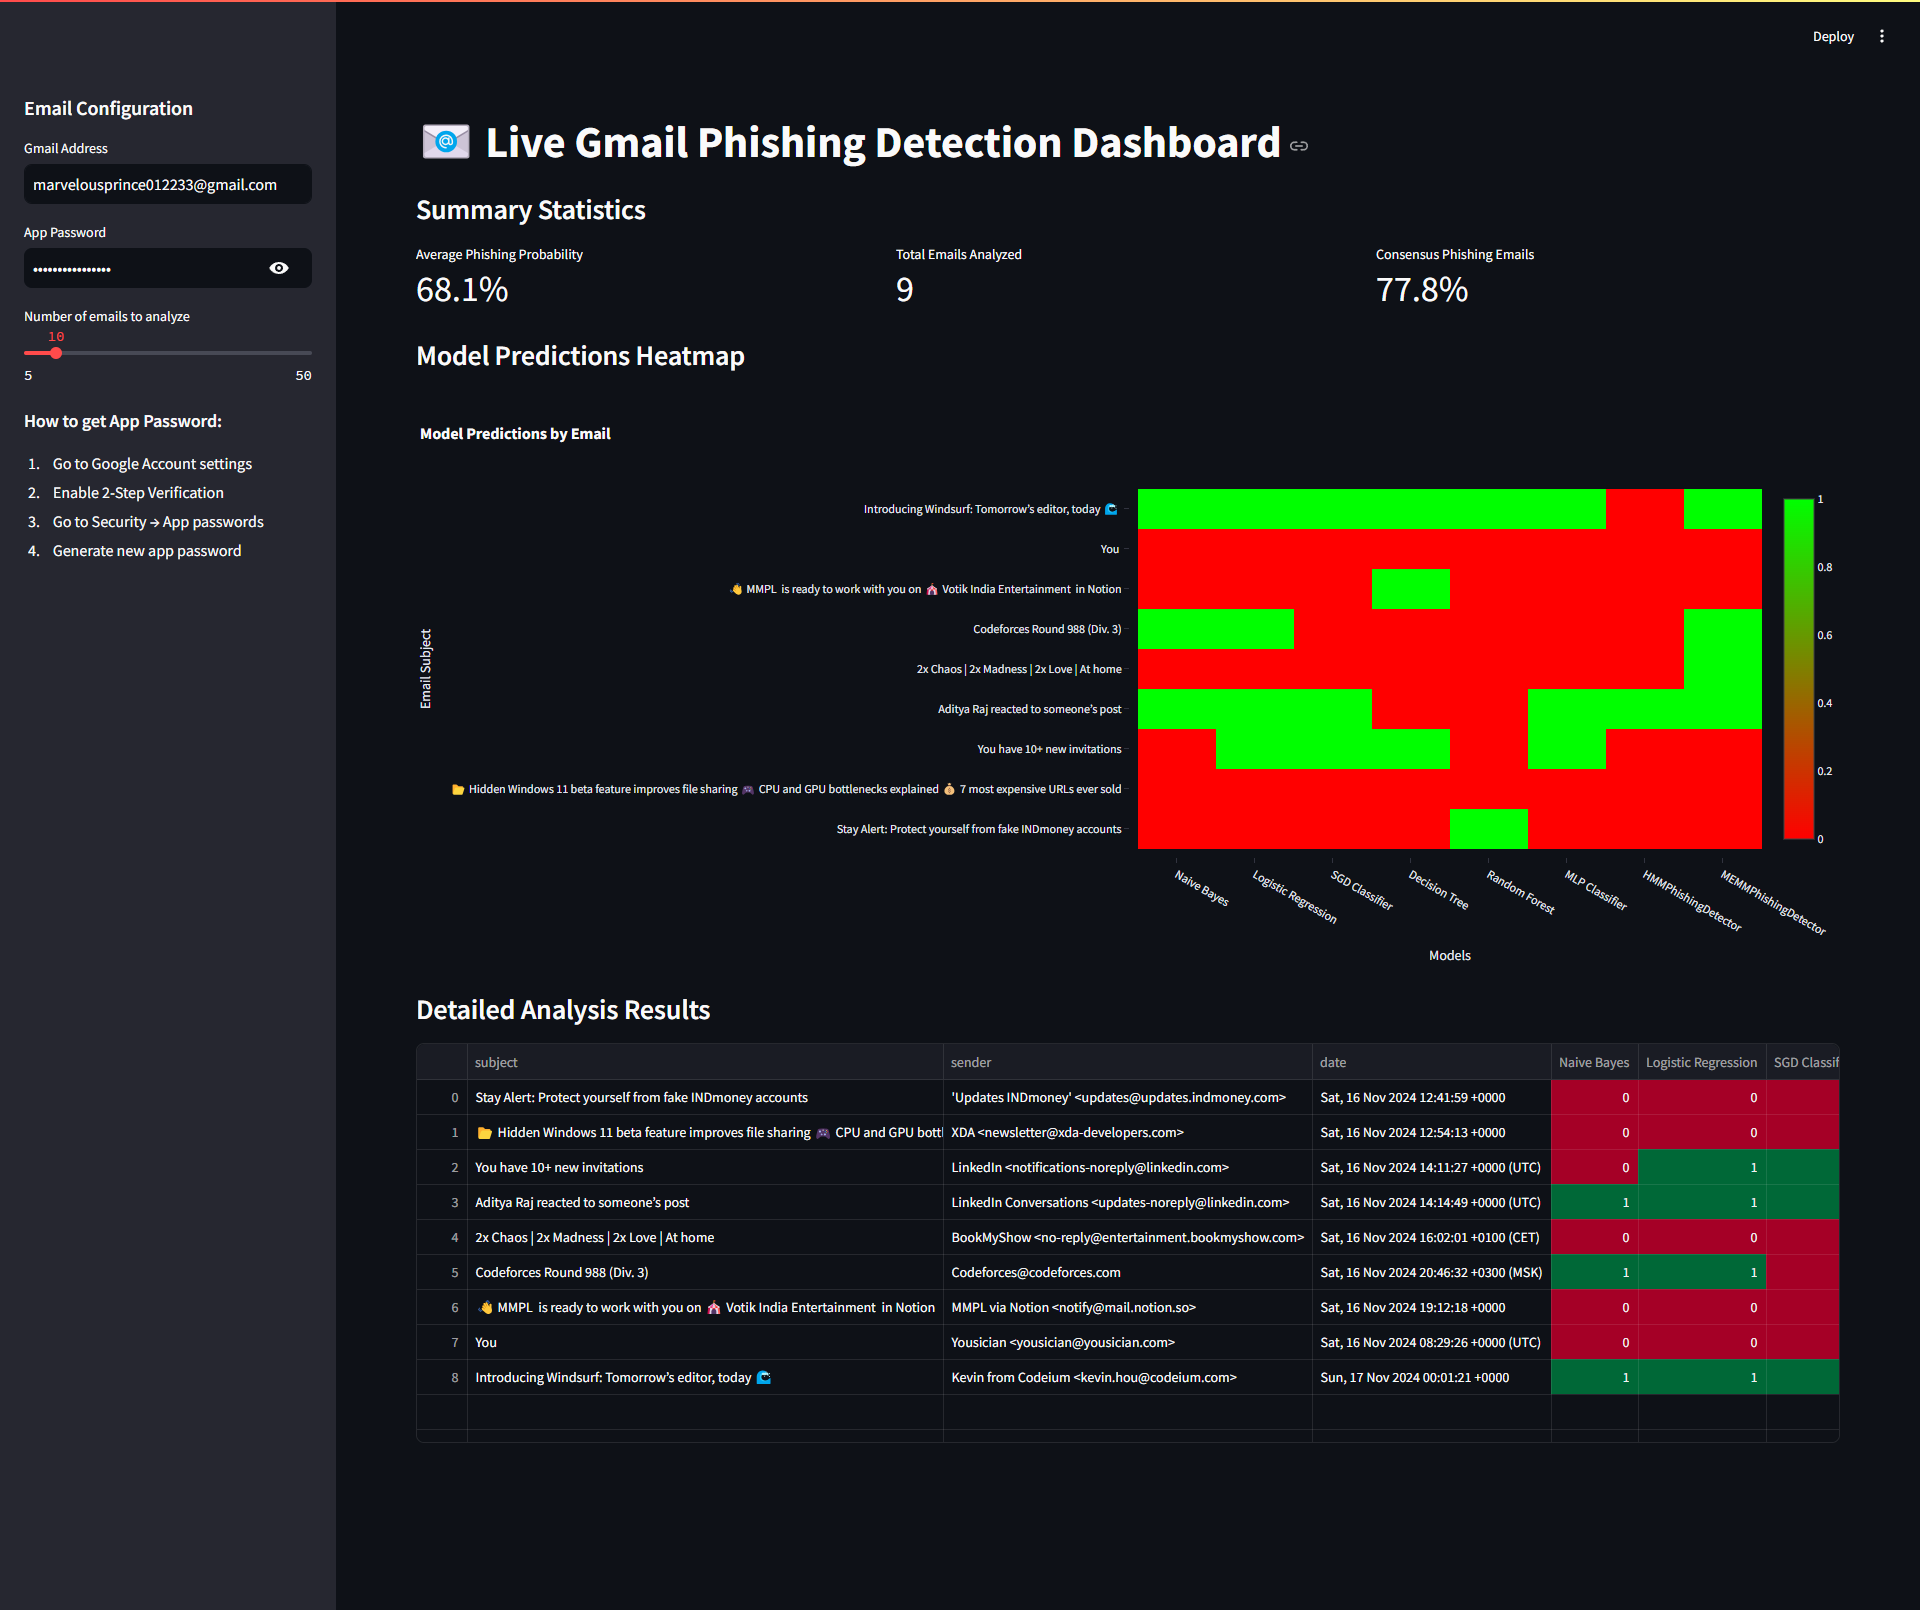 Deploy
Email Configuration
Gmail Address
marvelousprince012233@gmail.com
App Password
••••••••••••••••
Number of emails to analyze
10
5 50
How to get App Password:
1. Go to Google Account settings
2. Enable 2-Step Verification
3. Go to Security → App passwords
4. Generate new app password
📧 Live Gmail Phishing Detection Dashboard
Summary Statistics
Average Phishing Probability
68.1%
Total Emails Analyzed
9
Consensus Phishing Emails
77.8%
Model Predictions Heatmap
Model Predictions by Email
Email Subject
Introducing Windsurf: Tomorrow's editor, today 🌊
You
👋 MMPL is ready to work with you on 🎪 Votik India Entertainment in Notion
Codeforces Round 988 (Div. 3)
2x Chaos | 2x Madness | 2x Love | At home
Aditya Raj reacted to someone's post
You have 10+ new invitations
📂 Hidden Windows 11 beta feature improves file sharing 🎮 CPU and GPU bottlenecks explained 💰 7 most expensive URLs ever sold
Stay Alert: Protect yourself from fake INDmoney accounts
1
0.8
0.6
0.4
0.2
0
Naive Bayes
Logistic Regression
SGD Classifier
Decision Tree
Random Forest
MLP Classifier
HMMPhishingDetector
MEMMPhishingDetector
Models
Detailed Analysis Results
subject sender date Naive Bayes Logistic Regression SGD Classif
0 Stay Alert: Protect yourself from fake INDmoney accounts 'Updates INDmoney' <updates@updates.indmoney.com> Sat, 16 Nov 2024 12:41:59 +0000 0 0
1 📂 Hidden Windows 11 beta feature improves file sharing 🎮 CPU and GPU bottl XDA <newsletter@xda-developers.com> Sat, 16 Nov 2024 12:54:13 +0000 0 0
2 You have 10+ new invitations LinkedIn <notifications-noreply@linkedin.com> Sat, 16 Nov 2024 14:11:27 +0000 (UTC) 0 1
3 Aditya Raj reacted to someone's post LinkedIn Conversations <updates-noreply@linkedin.com> Sat, 16 Nov 2024 14:14:49 +0000 (UTC) 1 1
4 2x Chaos | 2x Madness | 2x Love | At home BookMyShow <no-reply@entertainment.bookmyshow.com> Sat, 16 Nov 2024 16:02:01 +0100 (CET) 0 0
5 Codeforces Round 988 (Div. 3) Codeforces@codeforces.com Sat, 16 Nov 2024 20:46:32 +0300 (MSK) 1 1
6 👋 MMPL is ready to work with you on 🎪 Votik India Entertainment in Notion MMPL via Notion <notify@mail.notion.so> Sat, 16 Nov 2024 19:12:18 +0000 0 0
7 You Yousician <yousician@yousician.com> Sat, 16 Nov 2024 08:29:26 +0000 (UTC) 0 0
8 Introducing Windsurf: Tomorrow's editor, today 🌊 Kevin from Codeium <kevin.hou@codeium.com> Sun, 17 Nov 2024 00:01:21 +0000 1 1